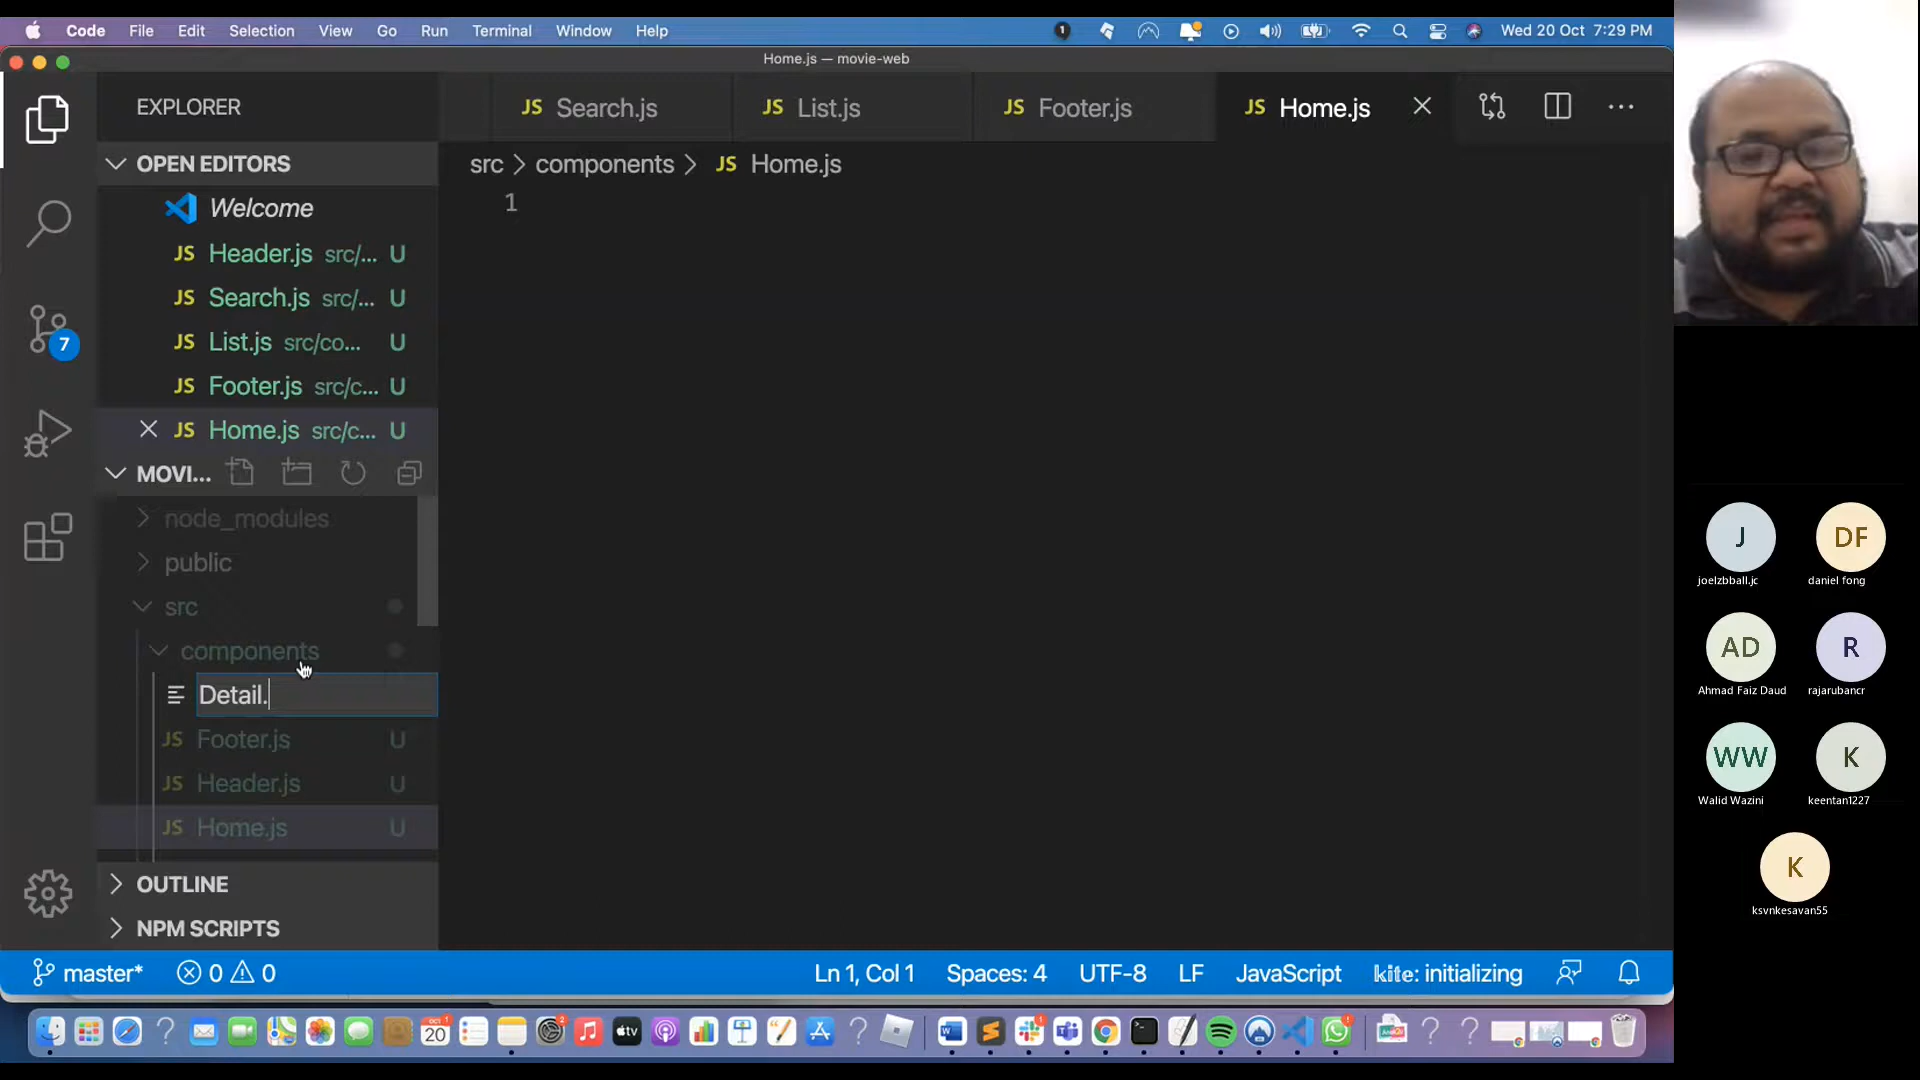 Code File Edit Selection View Go Run Terminal Window Help
1
Wed 20 Oct 7:29 PM
Home.js — movie-web
EXPLORER
JS Search.js
JS List.js
JS Footer.js
JS Home.js
OPEN EDITORS
src > components > JS Home.js
Welcome
1
JS Header.js src/... U
JS Search.js src/... U
JS List.js src/co... U
JS Footer.js src/c... U
JS Home.js src/c... U
7
MOVI...
node_modules
public
src
components
Detail.
JS Footer.js U
JS Header.js U
JS Home.js U
OUTLINE
NPM SCRIPTS
master* 0 0
Ln 1, Col 1 Spaces: 4 UTF-8 LF JavaScript kite: initializing
J
joelzbball.jc
DF
daniel fong
AD
Ahmad Faiz Daud
R
rajarubancr
WW
Walid Wazini
K
keentan1227
K
ksvnkesavan55
20
tv